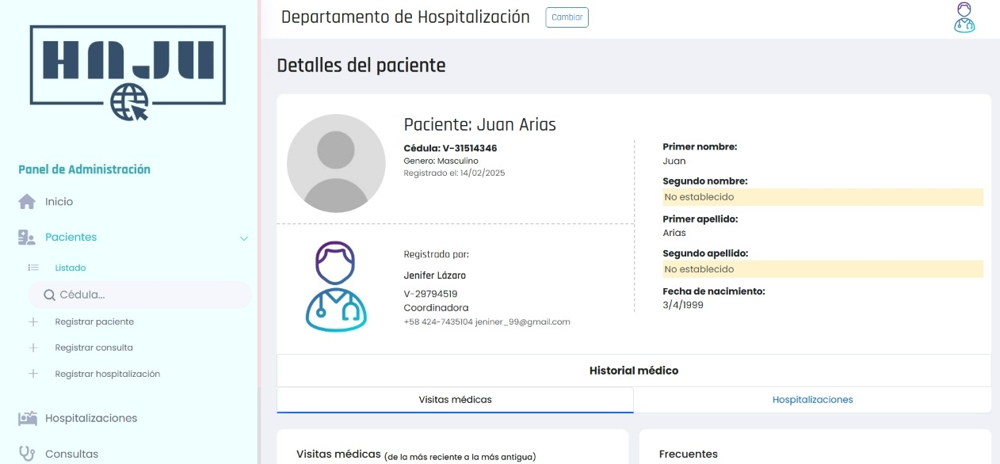 HAJU
Panel de Administración
Inicio
Pacientes
Listado
Cédula...
Registrar paciente
Registrar consulta
Registrar hospitalización
Hospitalizaciones
Consultas
Departamento de Hospitalización
Cambiar
Detalles del paciente
Paciente: Juan Arias
Cédula: V-31514346
Genero: Masculino
Registrado el: 14/02/2025
Registrado por:
Jenifer Lázaro
V-29794519
Coordinadora
+58 424-7435104 jeniner_99@gmail.com
Primer nombre:
Juan
Segundo nombre:
No establecido
Primer apellido:
Arias
Segundo apellido:
No establecido
Fecha de nacimiento:
3/4/1999
Historial médico
Visitas médicas
Hospitalizaciones
Visitas médicas (de la más reciente a la más antigua)
Frecuentes